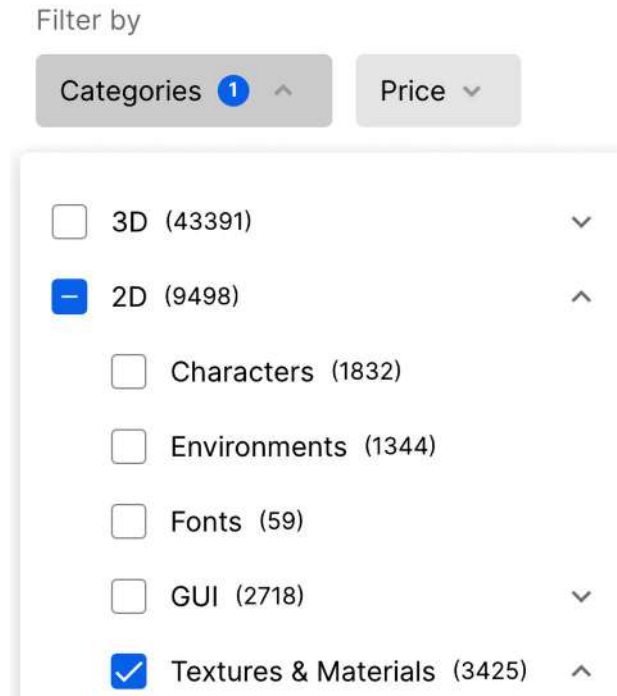 Filter by
Categories 1 Price
3D (43391)
2D (9498)
Characters (1832)
Environments (1344)
Fonts (59)
GUI (2718)
Textures & Materials (3425)